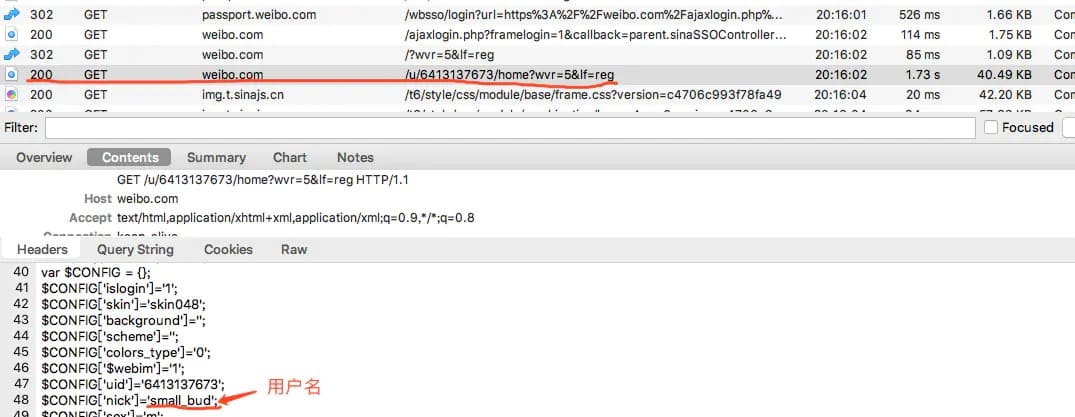 302 GET passport.weibo.com /wbsso/login?url=https%3A%2F%2Fweibo.com%2Fajaxlogin.php%... 20:16:01 526 ms 1.66 KB Con
200 GET weibo.com /ajaxlogin.php?framelogin=1&callback=parent.sinaSSOController... 20:16:02 114 ms 1.75 KB Con
302 GET weibo.com /?wvr=5&lf=reg 20:16:02 85 ms 1.09 KB Con
200 GET weibo.com /u/6413137673/home?wvr=5&lf=reg 20:16:02 1.73 s 40.49 KB Con
200 GET img.t.sinajs.cn /t6/style/css/module/base/frame.css?version=c4706c993f78fa49 20:16:04 20 ms 42.20 KB Con
Filter: Focused
Overview Contents Summary Chart Notes
GET /u/6413137673/home?wvr=5&lf=reg HTTP/1.1
Host weibo.com
Accept text/html,application/xhtml+xml,application/xml;q=0.9,*/*;q=0.8
Headers Query String Cookies Raw
40 var $CONFIG = {};
41 $CONFIG['islogin']='1';
42 $CONFIG['skin']='skin048';
43 $CONFIG['background']='';
44 $CONFIG['scheme']='';
45 $CONFIG['colors_type']='0';
46 $CONFIG['$webim']='1';
47 $CONFIG['uid']='6413137673';
48 $CONFIG['nick']='small_bud'; 用户名
49 $CONFIG['sex']='m';